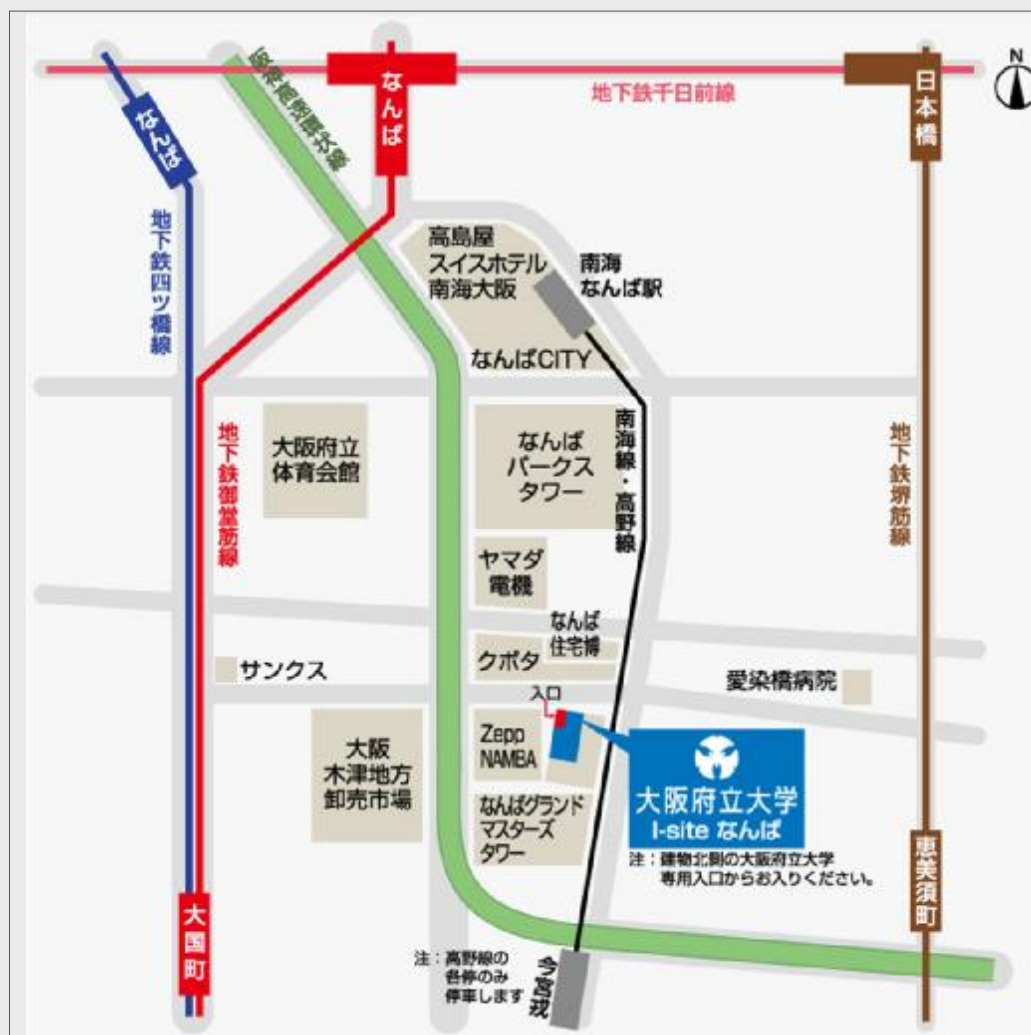 N
なんば
なんば
日本橋
阪神高速環状線
地下鉄千日前線
地下鉄四ツ橋線
高島屋
スイスホテル
南海大阪
南海
なんば駅
なんばCITY
地下鉄御堂筋線
大阪府立
体育会館
なんば
パークス
タワー
南海線・高野線
地下鉄堺筋線
ヤマダ
電機
なんば
住宅博
クボタ
サンクス
愛染橋病院
入口
Zepp
NAMBA
大阪
木津地方
卸売市場
大阪府立大学
I-site なんば
なんばグランド
マスターズ
タワー
注：建物北側の大阪府立大学
専用入口からお入りください。
恵美須町
大国町
注：高野線の
各停のみ
停車します
今宮戎